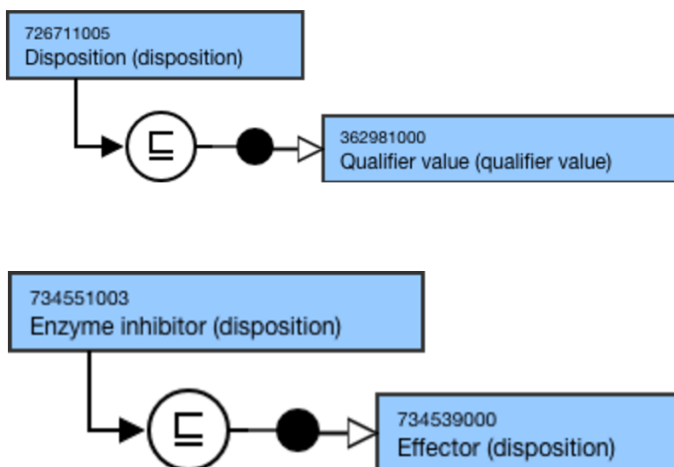 726711005
Disposition (disposition)
⊑
362981000
Qualifier value (qualifier value)
734551003
Enzyme inhibitor (disposition)
⊑
734539000
Effector (disposition)